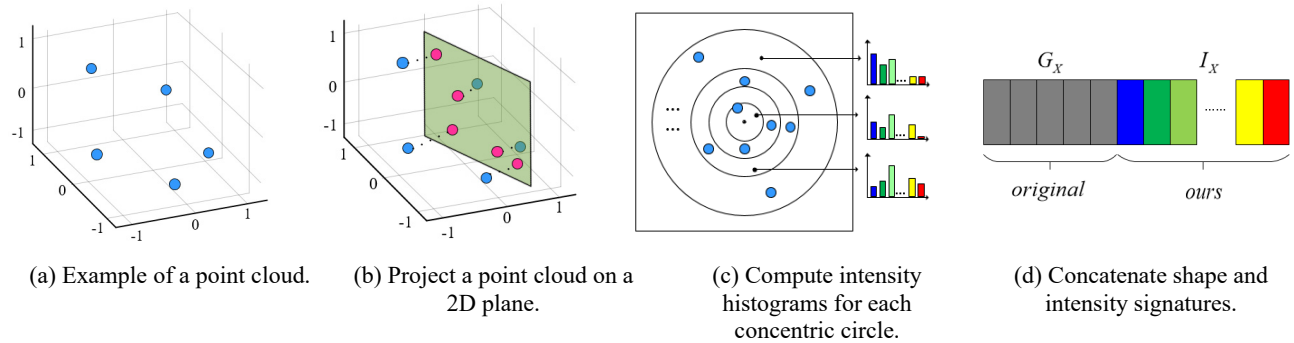 1
0
-1
1
0
-1
-1
0
1
(a) Example of a point cloud.
1
0
-1
1
0
-1
-1
0
1
(b) Project a point cloud on a
2D plane.
...
...
...
...
...
(c) Compute intensity
histograms for each
concentric circle.
G_X
I_X
......
original
ours
(d) Concatenate shape and
intensity signatures.